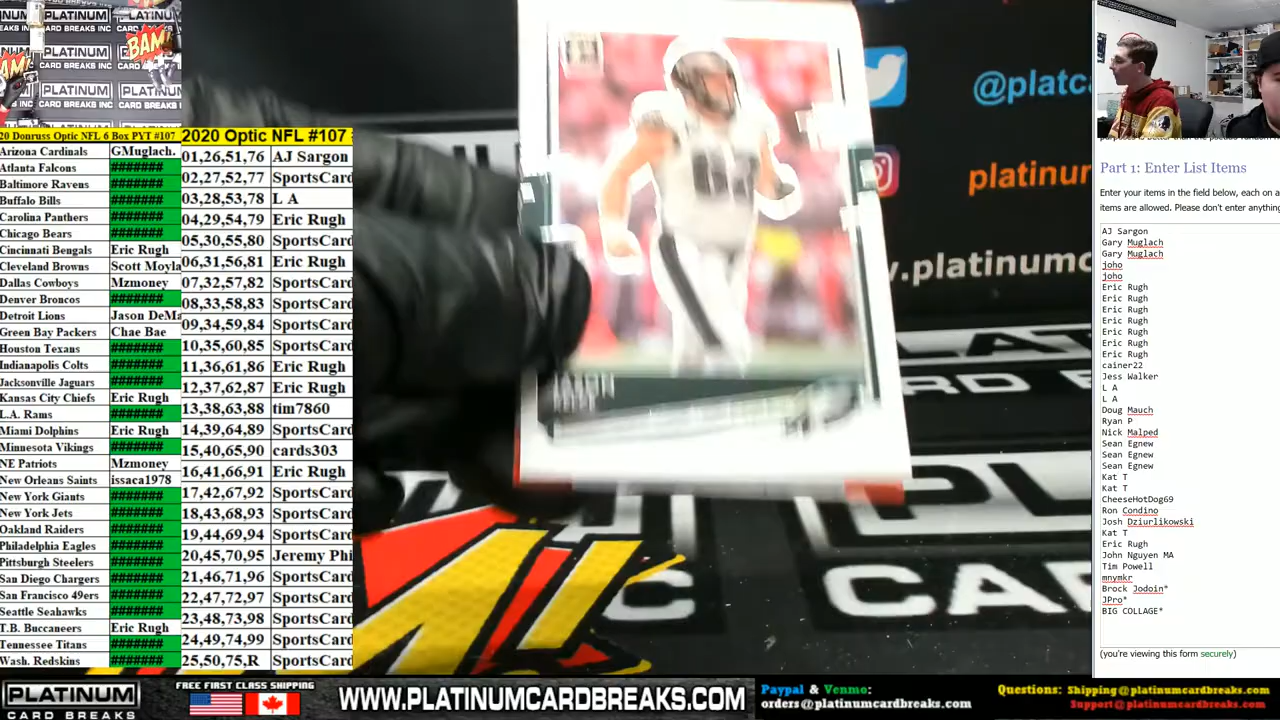 PLATINUM
CARD BREAKS INC
BAM!
20 Donruss Optic NFL 6 Box PYT #107
Arizona Cardinals GMuglach.
Atlanta Falcons #######
Baltimore Ravens #######
Buffalo Bills #######
Carolina Panthers #######
Chicago Bears #######
Cincinnati Bengals Eric Rugh
Cleveland Browns Scott Moyla
Dallas Cowboys Mzmoney
Denver Broncos #######
Detroit Lions Jason DeMa
Green Bay Packers Chae Bae
Houston Texans #######
Indianapolis Colts #######
Jacksonville Jaguars #######
Kansas City Chiefs Eric Rugh
L.A. Rams #######
Miami Dolphins Eric Rugh
Minnesota Vikings #######
NE Patriots Mzmoney
New Orleans Saints issaca1978
New York Giants #######
New York Jets #######
Oakland Raiders #######
Philadelphia Eagles #######
Pittsburgh Steelers #######
San Diego Chargers #######
San Francisco 49ers #######
Seattle Seahawks #######
T.B. Buccaneers Eric Rugh
Tennessee Titans #######
Wash. Redskins #######
2020 Optic NFL #107
01,26,51,76 AJ Sargon
02,27,52,77 SportsCard
03,28,53,78 L A
04,29,54,79 Eric Rugh
05,30,55,80 SportsCard
06,31,56,81 Eric Rugh
07,32,57,82 SportsCard
08,33,58,83 SportsCard
09,34,59,84 SportsCard
10,35,60,85 SportsCard
11,36,61,86 Eric Rugh
12,37,62,87 Eric Rugh
13,38,63,88 tim7860
14,39,64,89 SportsCard
15,40,65,90 cards303
16,41,66,91 Eric Rugh
17,42,67,92 SportsCard
18,43,68,93 SportsCard
19,44,69,94 SportsCard
20,45,70,95 Jeremy Phi
21,46,71,96 SportsCard
22,47,72,97 SportsCard
23,48,73,98 SportsCard
24,49,74,99 SportsCard
25,50,75,R SportsCard
@platca
platinum
.platinumc
Part 1: Enter List Items
Enter your items in the field below, each on a
items are allowed. Please don't enter anything
AJ Sargon
Gary Muglach
Gary Muglach
joho
joho
Eric Rugh
Eric Rugh
Eric Rugh
Eric Rugh
Eric Rugh
Eric Rugh
Eric Rugh
cainer22
Jess Walker
L A
L A
Doug Mauch
Ryan P
Nick Malped
Sean Egnew
Sean Egnew
Sean Egnew
Kat T
Kat T
CheeseHotDog69
Ron Condino
Josh Dziurlikowski
Kat T
Eric Rugh
John Nguyen MA
Tim Powell
mnymkr
Brock Jodoin*
JPro*
BIG COLLAGE*
(you're viewing this form securely)
PLATINUM
CARD BREAKS
FREE FIRST CLASS SHIPPING
WWW.PLATINUMCARDBREAKS.COM
Paypal & Venmo:
orders@platinumcardbreaks.com
Questions: Shipping@platinumcardbreaks.com
Support@platinumcardbreaks.com